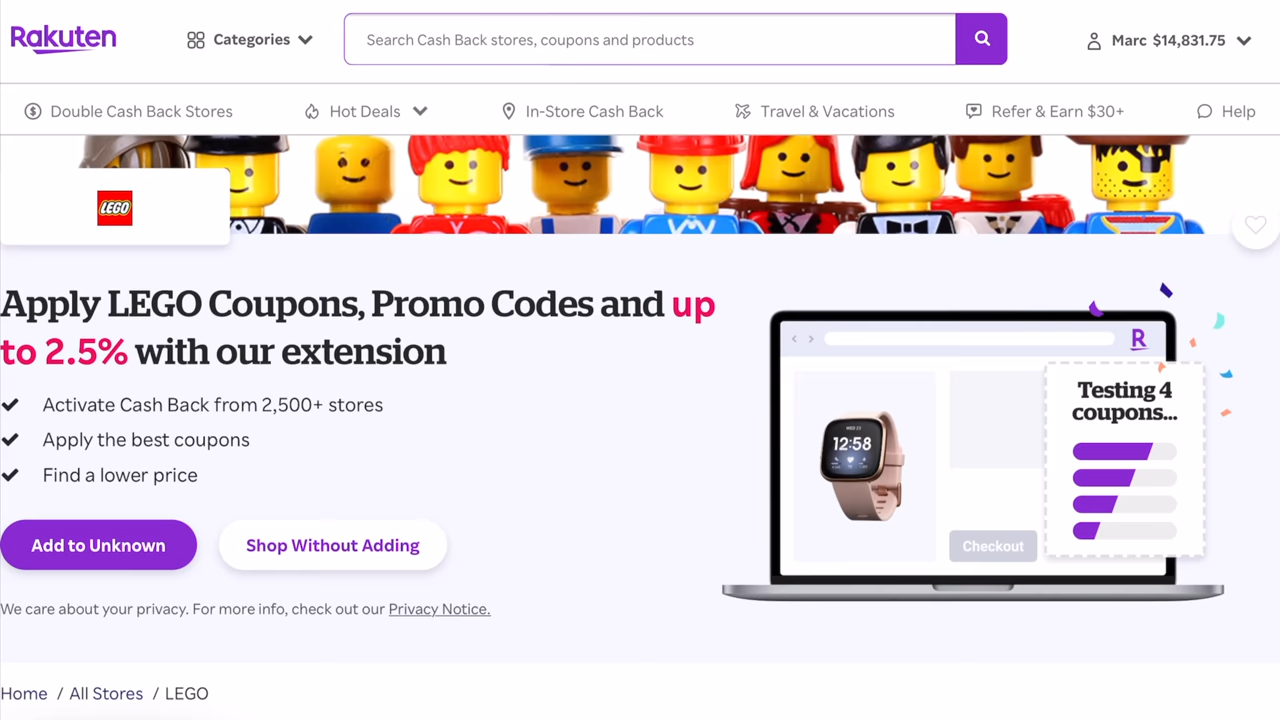 Rakuten
Categories
Search Cash Back stores, coupons and products
Marc $14,831.75
Double Cash Back Stores
Hot Deals
In-Store Cash Back
Travel & Vacations
Refer & Earn $30+
Help
LEGO
Apply LEGO Coupons, Promo Codes and up
to 2.5% with our extension
Activate Cash Back from 2,500+ stores
Apply the best coupons
Find a lower price
Add to Unknown
Shop Without Adding
We care about your privacy. For more info, check out our Privacy Notice.
R
Testing 4
coupons...
WED 23
12:58
Checkout
Home / All Stores / LEGO